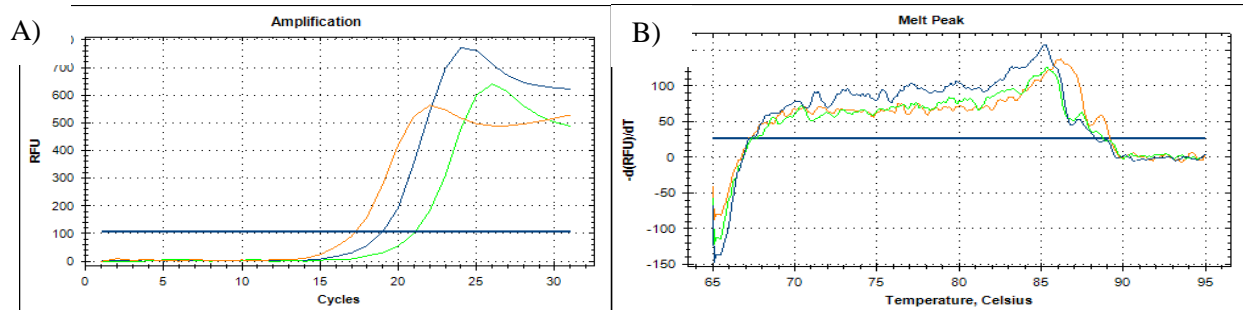 A)
Amplification
700
600
500
400
300
200
100
0
RFU
0 5 10 15 20 25 30
Cycles
B)
Melt Peak
100
50
0
-50
-100
-150
-d(RFU)/dT
65 70 75 80 85 90 95
Temperature, Celsius